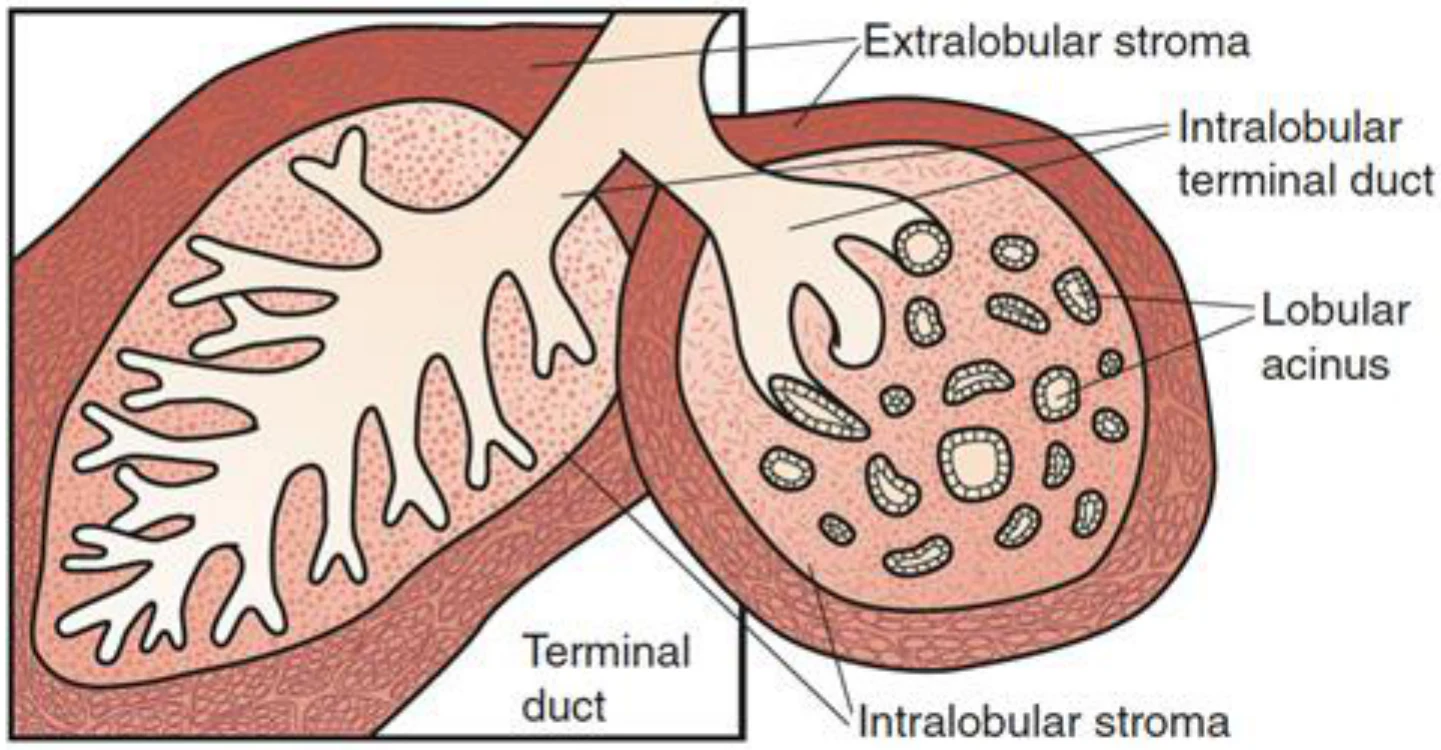 Extralobular stroma
Intralobular
terminal duct
Lobular
acinus
Terminal
duct
Intralobular stroma